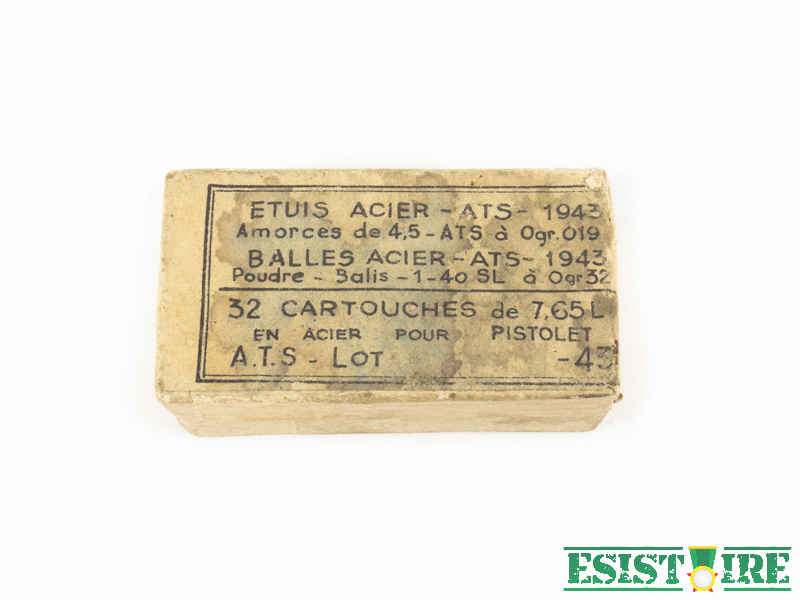 ETUIS ACIER - ATS - 1943
Amorces de 4,5 - ATS à Ogr.019
BALLES ACIER - ATS - 1943
Poudre - Balis - 1 - 40 SL à Ogr32
32 CARTOUCHES de 7,65L
EN ACIER POUR PISTOLET
A.T.S - LOT -43
ESISTOIRE